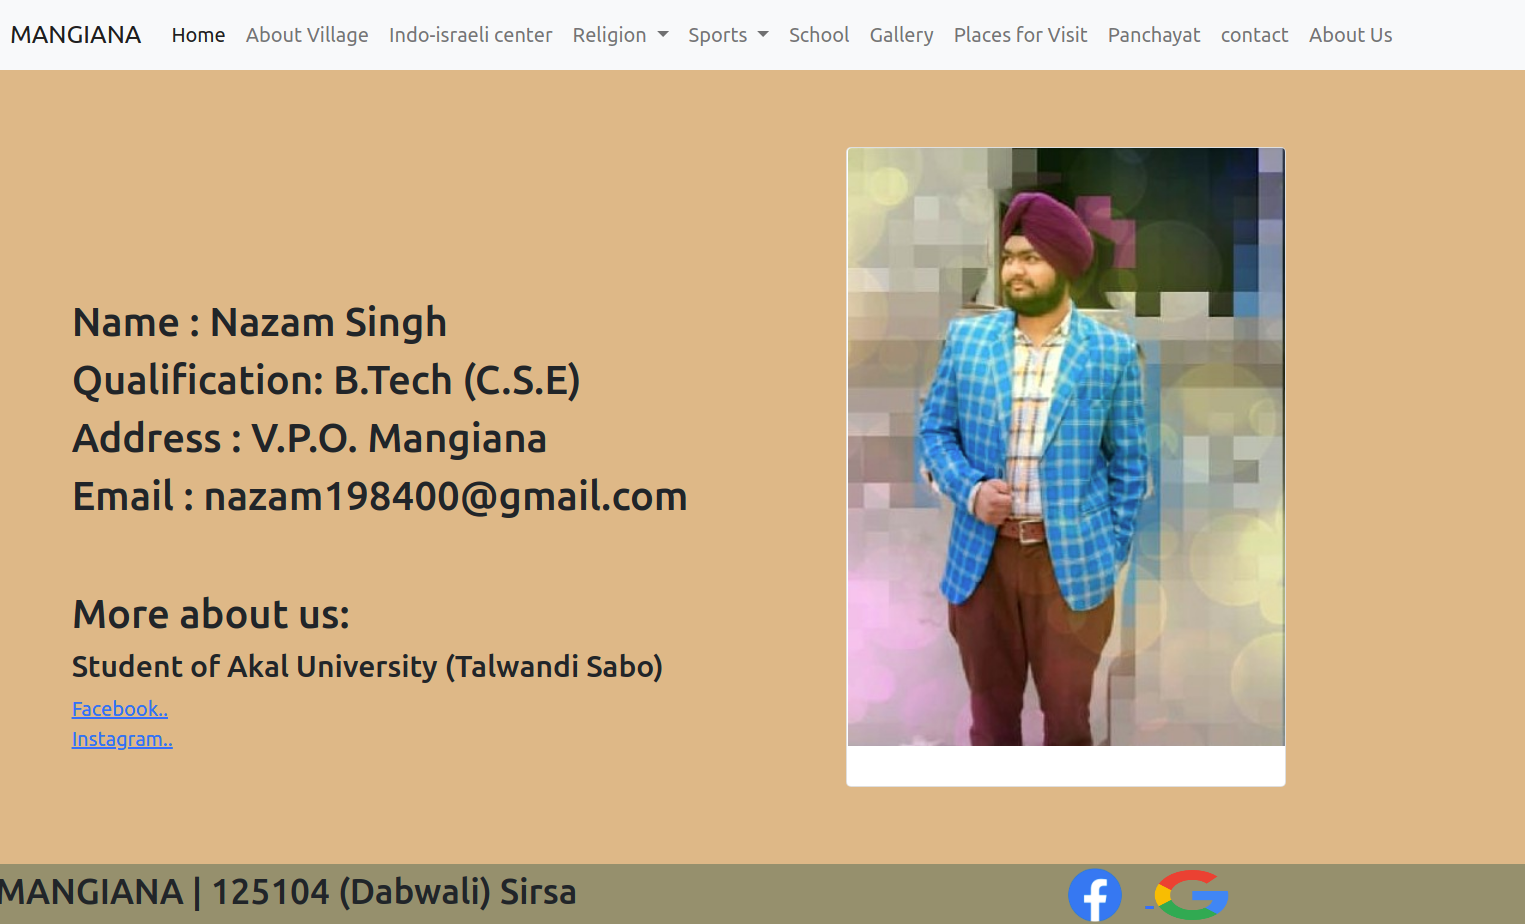 MANGIANA Home About Village Indo-israeli center Religion Sports School Gallery Places for Visit Panchayat contact About Us
Name : Nazam Singh
Qualification: B.Tech (C.S.E)
Address : V.P.O. Mangiana
Email : nazam198400@gmail.com
More about us:
Student of Akal University (Talwandi Sabo)
Facebook..
Instagram..
MANGIANA | 125104 (Dabwali) Sirsa